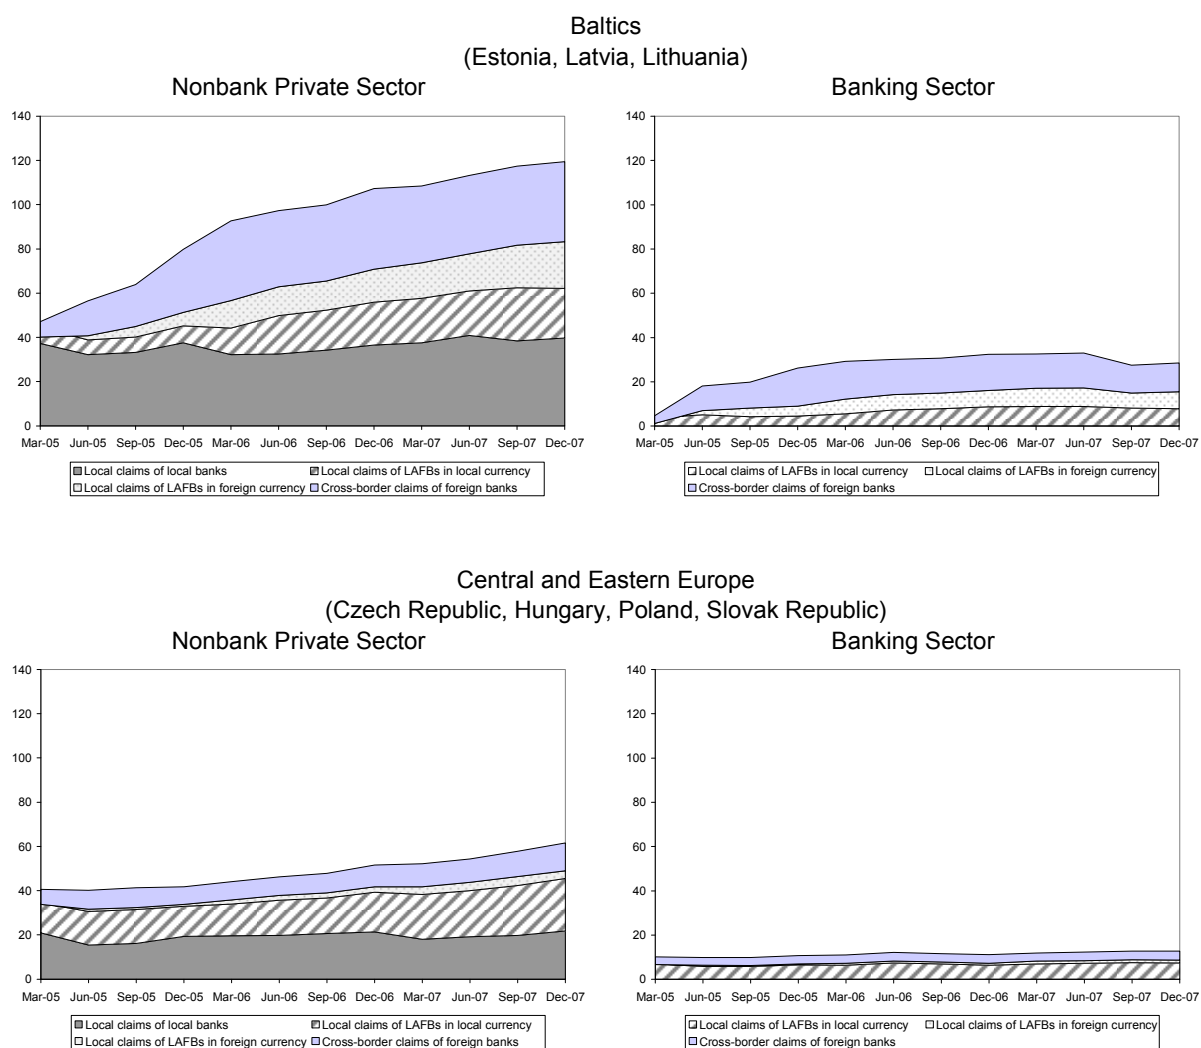 Baltics
(Estonia, Latvia, Lithuania)
Nonbank Private Sector
140
120
100
80
60
40
20
0
Mar-05 Jun-05 Sep-05 Dec-05 Mar-06 Jun-06 Sep-06 Dec-06 Mar-07 Jun-07 Sep-07 Dec-07
Local claims of local banks Local claims of LAFBs in local currency
Local claims of LAFBs in foreign currency Cross-border claims of foreign banks
Banking Sector
140
120
100
80
60
40
20
0
Mar-05 Jun-05 Sep-05 Dec-05 Mar-06 Jun-06 Sep-06 Dec-06 Mar-07 Jun-07 Sep-07 Dec-07
Local claims of LAFBs in local currency Local claims of LAFBs in foreign currency
Cross-border claims of foreign banks
Central and Eastern Europe
(Czech Republic, Hungary, Poland, Slovak Republic)
Nonbank Private Sector
140
120
100
80
60
40
20
0
Mar-05 Jun-05 Sep-05 Dec-05 Mar-06 Jun-06 Sep-06 Dec-06 Mar-07 Jun-07 Sep-07 Dec-07
Local claims of local banks Local claims of LAFBs in local currency
Local claims of LAFBs in foreign currency Cross-border claims of foreign banks
Banking Sector
140
120
100
80
60
40
20
0
Mar-05 Jun-05 Sep-05 Dec-05 Mar-06 Jun-06 Sep-06 Dec-06 Mar-07 Jun-07 Sep-07 Dec-07
Local claims of LAFBs in local currency Local claims of LAFBs in foreign currency
Cross-border claims of foreign banks